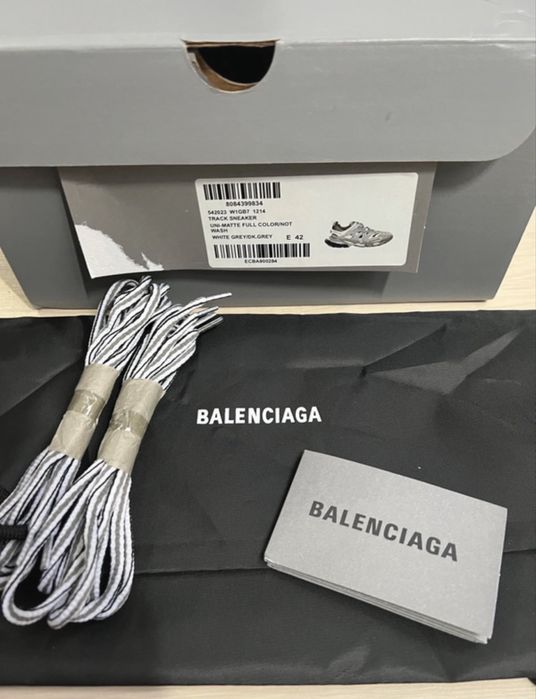 8084399834
542023 W1GB7 1214
TRACK SNEAKER
UNI-MATTE FULL COLOR/NOT
WASH
WHITE GREY/DK.GREY E 42
ECBA800284
BALENCIAGA
BALENCIAGA